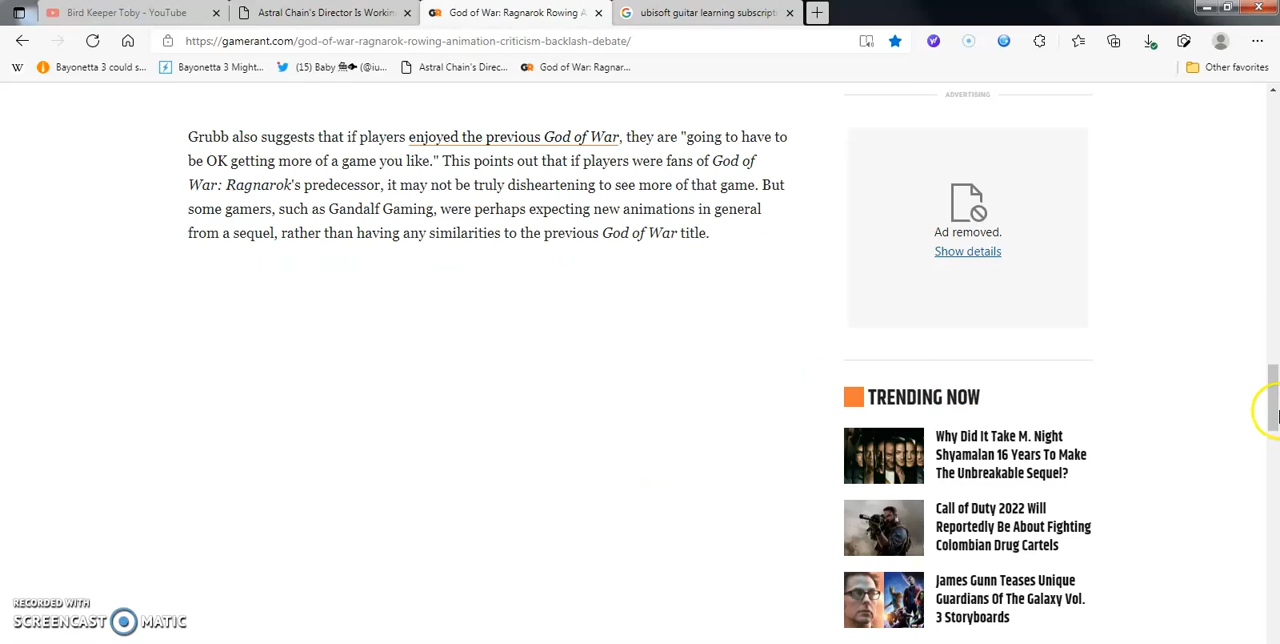 Bird Keeper Toby - YouTube
Astral Chain's Director Is Workin
God of War: Ragnarok Rowing A
ubisoft guitar learning subscripti
https://gamerant.com/god-of-war-ragnarok-rowing-animation-criticism-backlash-debate/
W
Bayonetta 3 could s...
Bayonetta 3 Might...
(15) Baby
Astral Chain's Direc...
God of War: Ragnar...
Other favorites
ADVERTISING
Grubb also suggests that if players enjoyed the previous God of War, they are "going to have to
be OK getting more of a game you like." This points out that if players were fans of God of
War: Ragnarok's predecessor, it may not be truly disheartening to see more of that game. But
some gamers, such as Gandalf Gaming, were perhaps expecting new animations in general
from a sequel, rather than having any similarities to the previous God of War title.
Ad removed.
Show details
TRENDING NOW
Why Did It Take M. Night
Shyamalan 16 Years To Make
The Unbreakable Sequel?
Call of Duty 2022 Will
Reportedly Be About Fighting
Colombian Drug Cartels
James Gunn Teases Unique
Guardians Of The Galaxy Vol.
3 Storyboards
RECORDED WITH
SCREENCAST MATIC